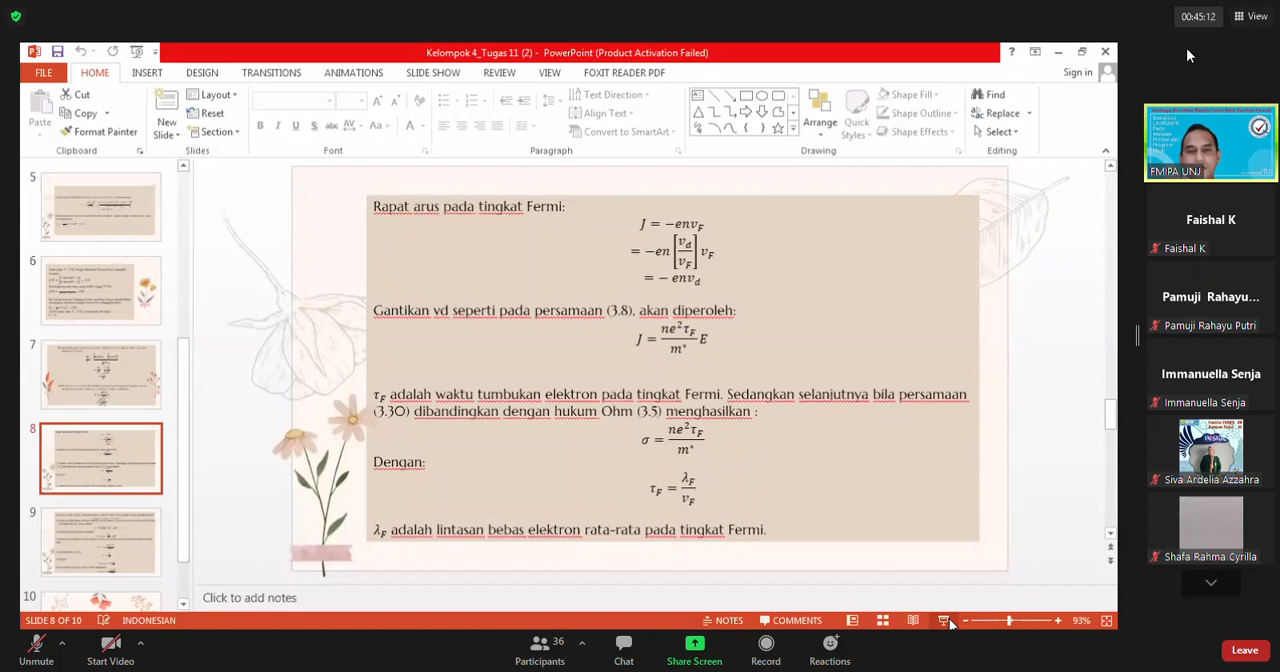 00:45:12
View
Kelompok 4_Tugas 11 (2) - PowerPoint (Product Activation Failed)
FILE
HOME
INSERT
DESIGN
TRANSITIONS
ANIMATIONS
SLIDE SHOW
REVIEW
VIEW
FOXIT READER PDF
Sign in
Paste
Cut
Copy
Format Painter
Clipboard
New Slide
Layout
Reset
Section
Slides
Font
Text Direction
Align Text
Convert to SmartArt
Paragraph
Arrange
Quick Styles
Shape Fill
Shape Outline
Shape Effects
Drawing
Find
Replace
Select
Editing
5
6
7
8
9
10
Rapat arus pada tingkat Fermi:
J = −env_F
= −en [v_d/v_F] v_F
= − env_d
Gantikan vd seperti pada persamaan (3.8), akan diperoleh:
J = ne²τ_F/m* E
τ_F adalah waktu tumbukan elektron pada tingkat Fermi. Sedangkan selanjutnya bila persamaan
(3.30) dibandingkan dengan hukum Ohm (3.5) menghasilkan :
σ = ne²τ_F/m*
Dengan:
τ_F = λ_F/v_F
λ_F adalah lintasan bebas elektron rata-rata pada tingkat Fermi.
Click to add notes
SLIDE 8 OF 10
INDONESIAN
NOTES
COMMENTS
93%
FMIPA UNJ
Faishal K
Faishal K
Pamuji Rahayu...
Pamuji Rahayu Putri
Immanuella Senja
Immanuella Senja
Siva Ardelia Azzahra
Shafa Rahma Cyrilla
Unmute
Start Video
Participants
36
Chat
Share Screen
Record
Reactions
Leave